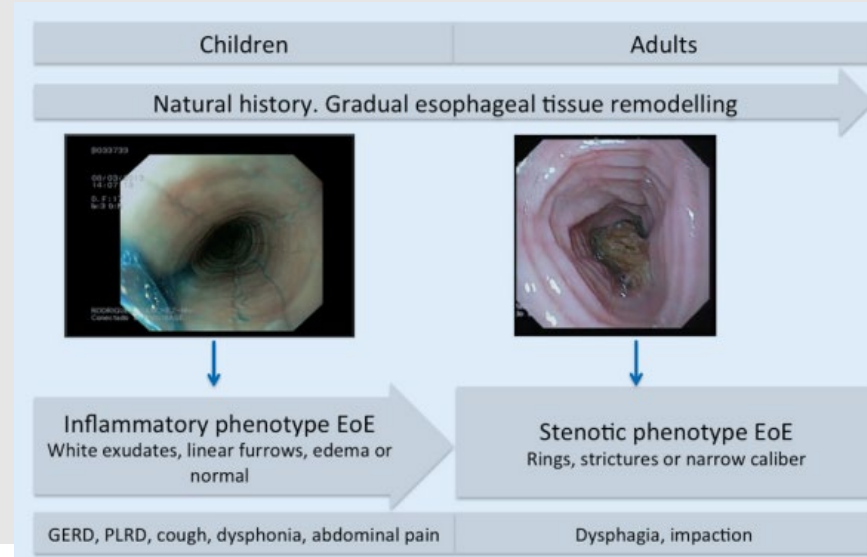 Children
Adults
Natural history. Gradual esophageal tissue remodelling
Inflammatory phenotype EoE
White exudates, linear furrows, edema or
normal
Stenotic phenotype EoE
Rings, strictures or narrow caliber
GERD, PLRD, cough, dysphonia, abdominal pain
Dysphagia, impaction